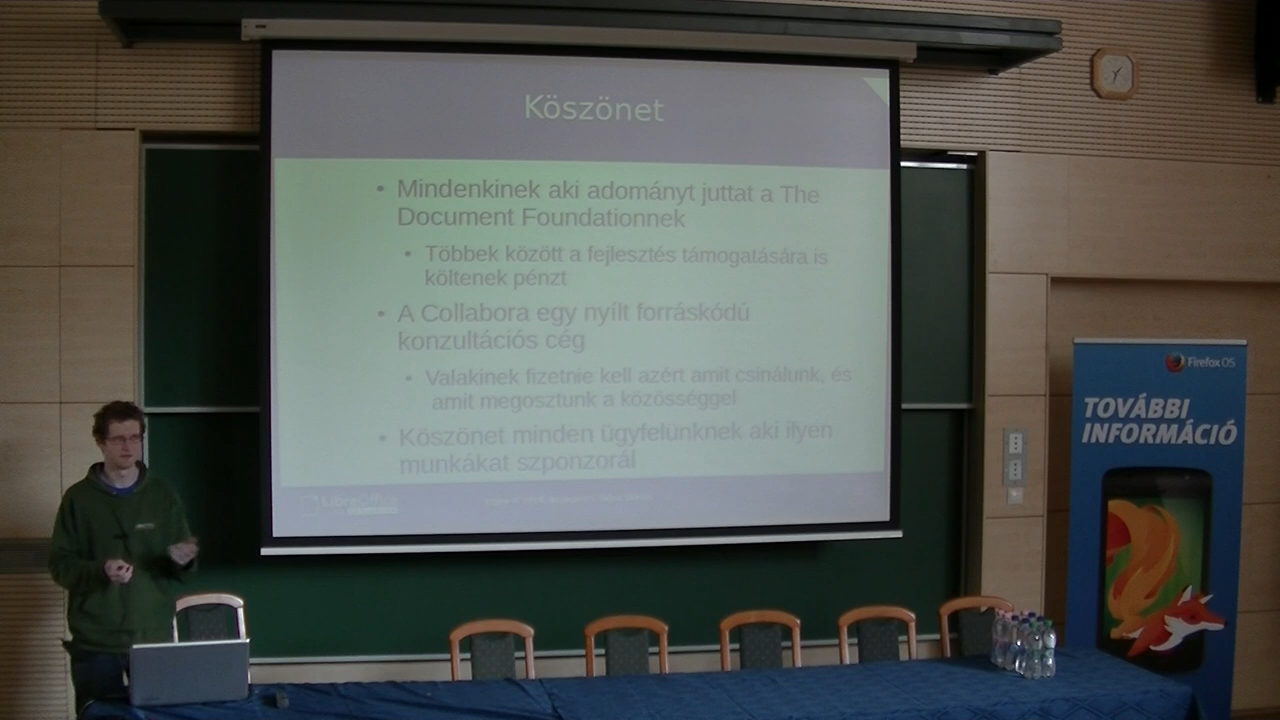 Köszönet
• Mindenkinek aki adományt juttat a The
Document Foundationnek
• Többek között a fejlesztés támogatására is
költenek pénzt
• A Collabora egy nyílt forráskódú
konzultációs cég
• Valakinek fizetnie kell azért amit csinálunk, és
amit megosztunk a közösséggel
• Köszönet minden ügyfelünknek aki ilyen
munkákat szponzorál
LibreOffice
Firefox OS
TOVÁBBI
INFORMÁCIÓ